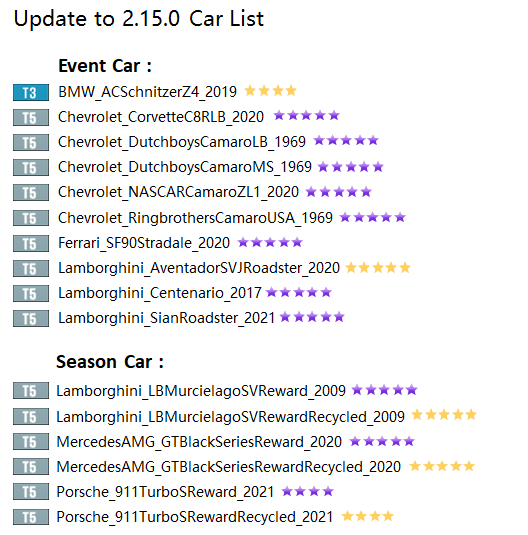 Update to 2.15.0 Car List
Event Car :
T3 BMW_ACSchnitzerZ4_2019
T5 Chevrolet_CorvetteC8RLB_2020
T5 Chevrolet_DutchboysCamaroLB_1969
T5 Chevrolet_DutchboysCamaroMS_1969
T5 Chevrolet_NASCARCamaroZL1_2020
T5 Chevrolet_RingbrothersCamaroUSA_1969
T5 Ferrari_SF90Stradale_2020
T5 Lamborghini_AventadorSVJRoadster_2020
T5 Lamborghini_Centenario_2017
T5 Lamborghini_SianRoadster_2021
Season Car :
T5 Lamborghini_LBMurcielagoSVReward_2009
T5 Lamborghini_LBMurcielagoSVRewardRecycled_2009
T5 MercedesAMG_GTBlackSeriesReward_2020
T5 MercedesAMG_GTBlackSeriesRewardRecycled_2020
T5 Porsche_911TurboSReward_2021
T5 Porsche_911TurboSRewardRecycled_2021